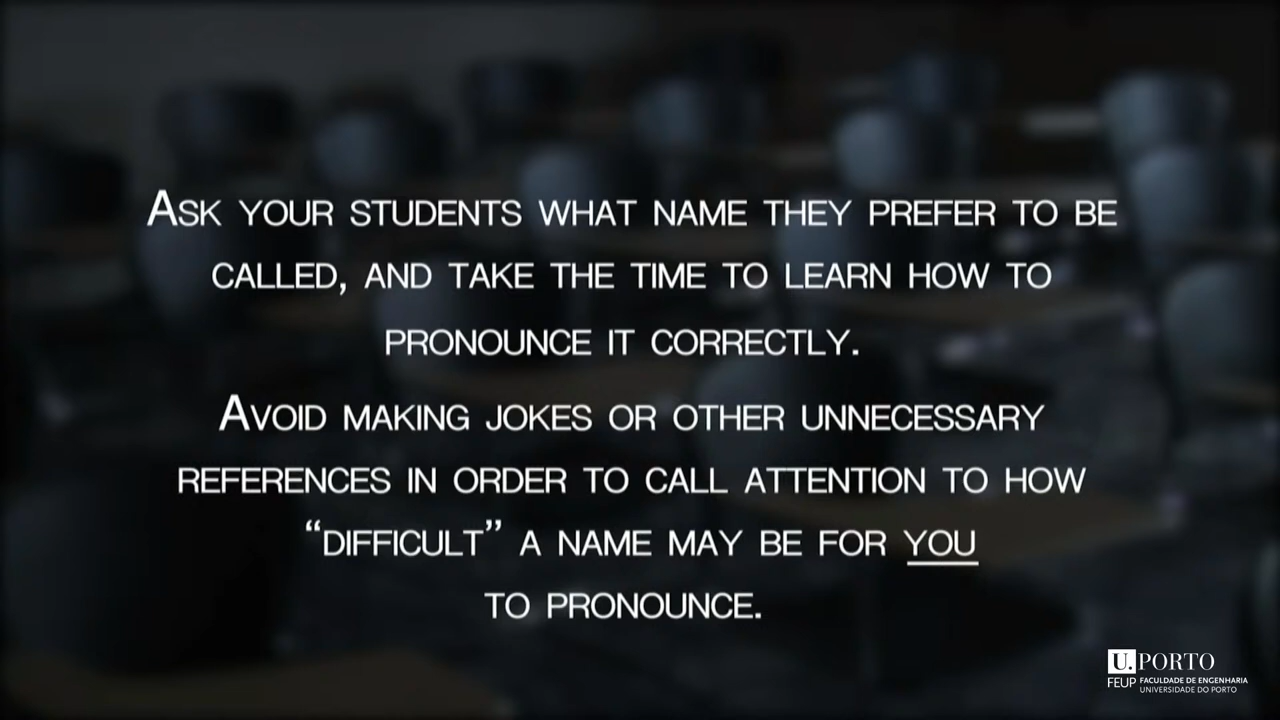 Ask your students what name they prefer to be
called, and take the time to learn how to
pronounce it correctly.
Avoid making jokes or other unnecessary
references in order to call attention to how
“difficult” a name may be for you
to pronounce.
U. PORTO
FEUP FACULDADE DE ENGENHARIA
UNIVERSIDADE DO PORTO